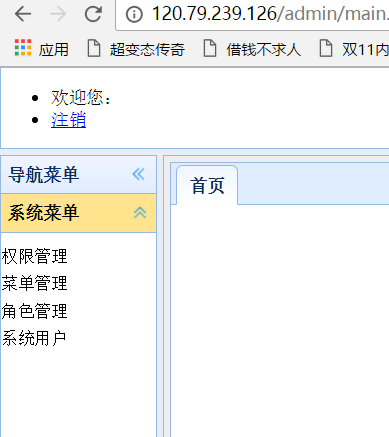 120.79.239.126/admin/main.
应用 超变态传奇 借钱不求人 双11内
欢迎您：
注销
导航菜单
首页
系统菜单
权限管理
菜单管理
角色管理
系统用户